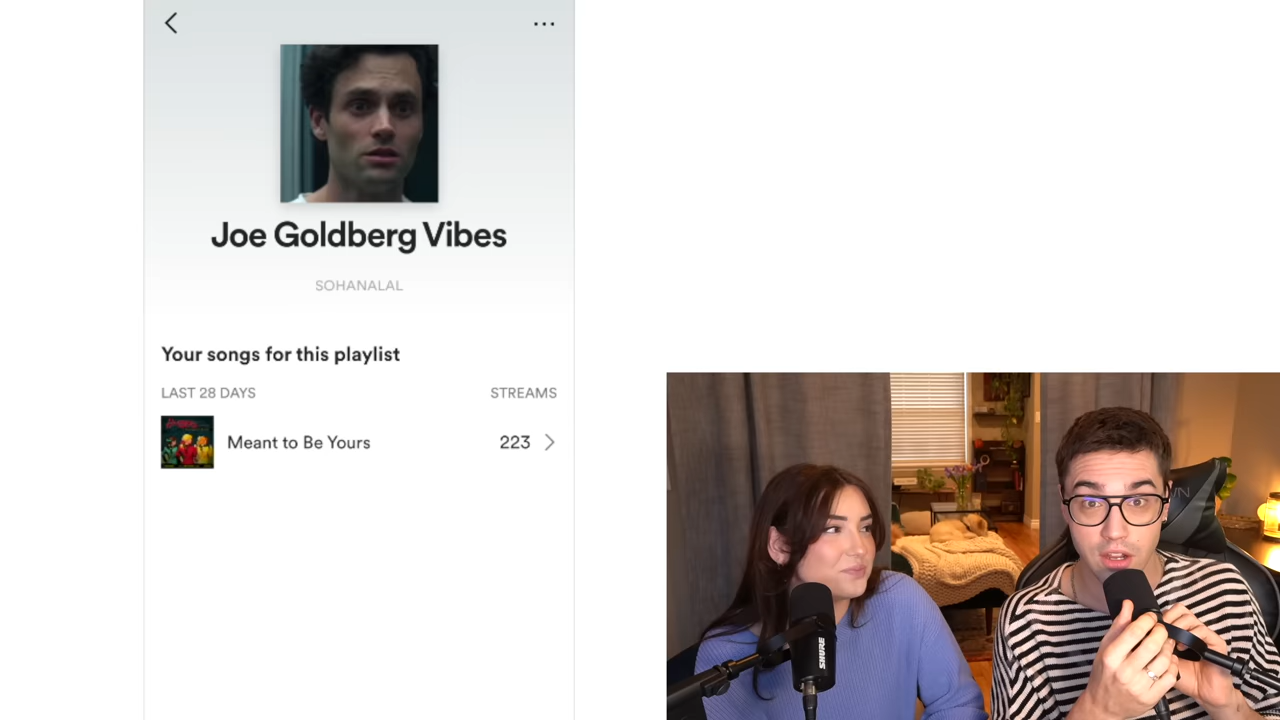 Joe Goldberg Vibes
SOHANALAL
Your songs for this playlist
LAST 28 DAYS STREAMS
Meant to Be Yours 223
SHURE